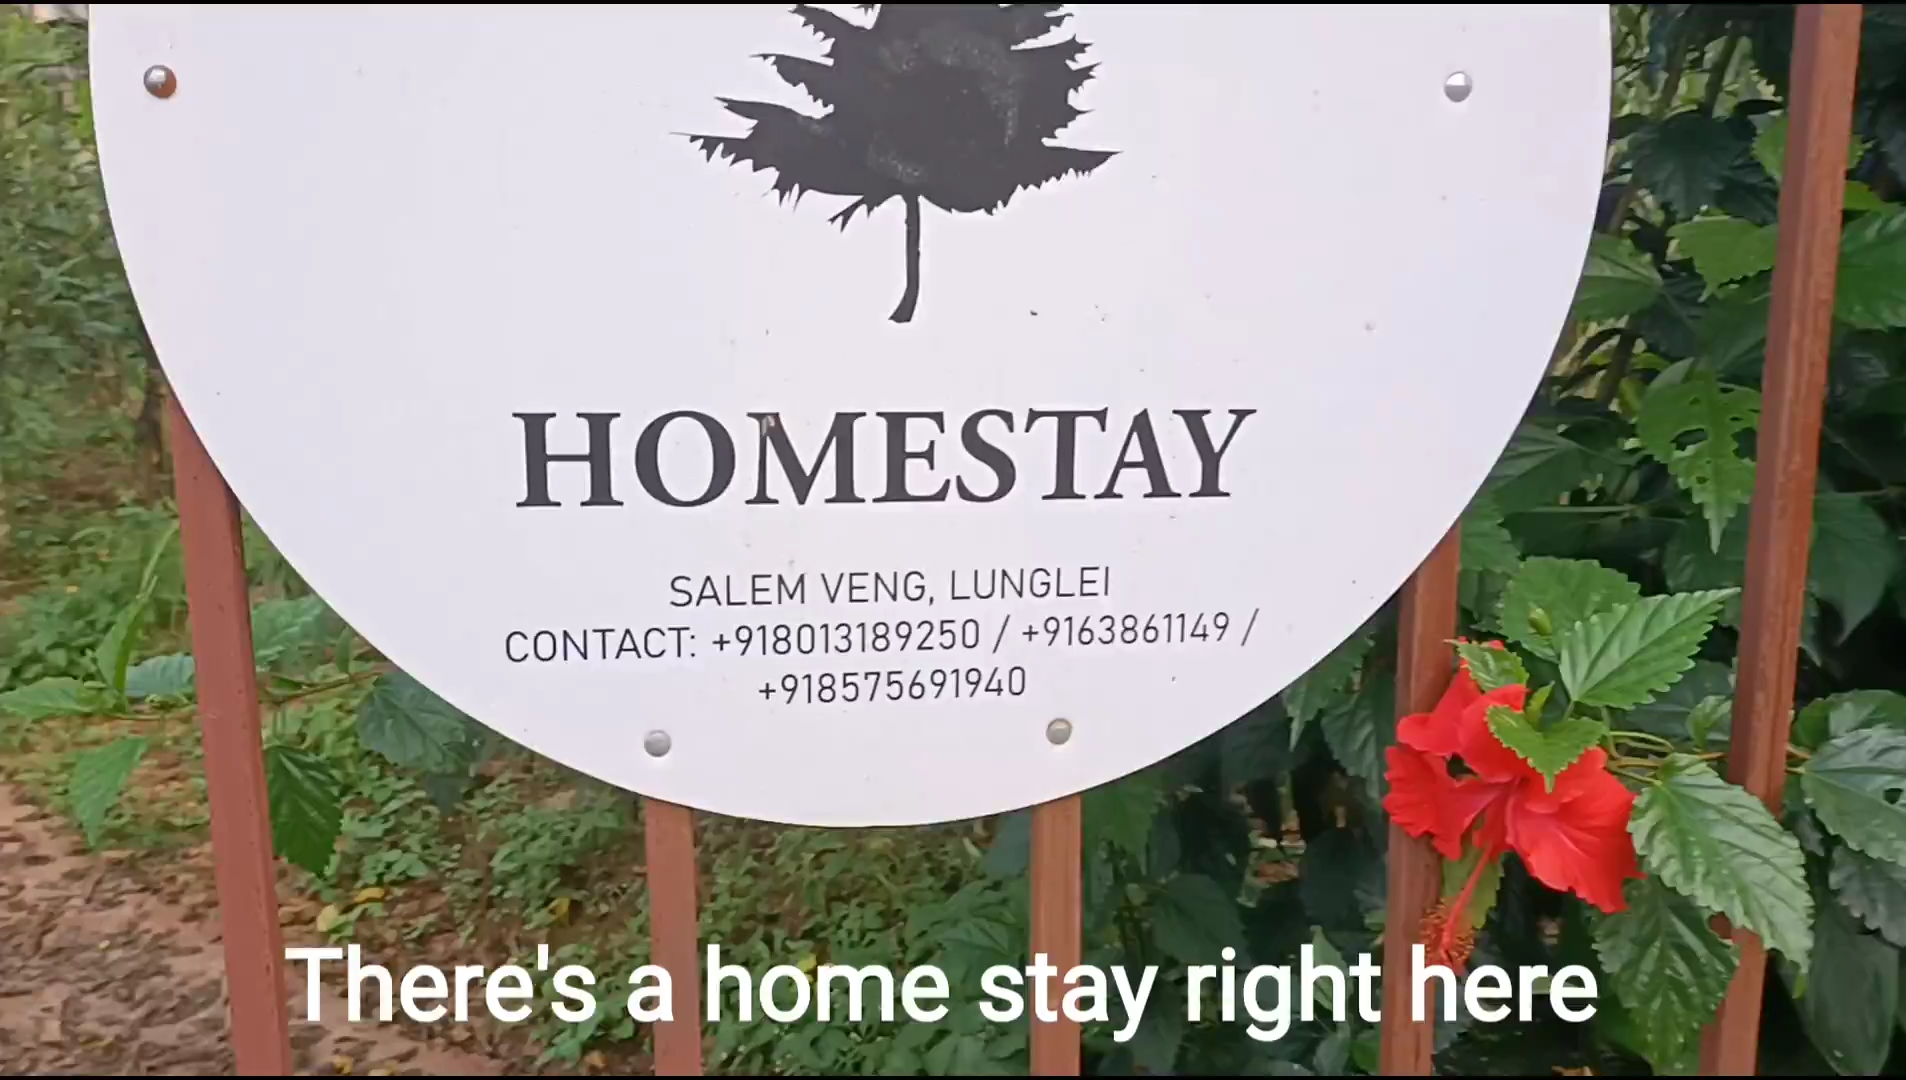 HOMESTAY
SALEM VENG, LUNGLEI
CONTACT: +918013189250 / +9163861149 /
+918575691940
There's a home stay right here